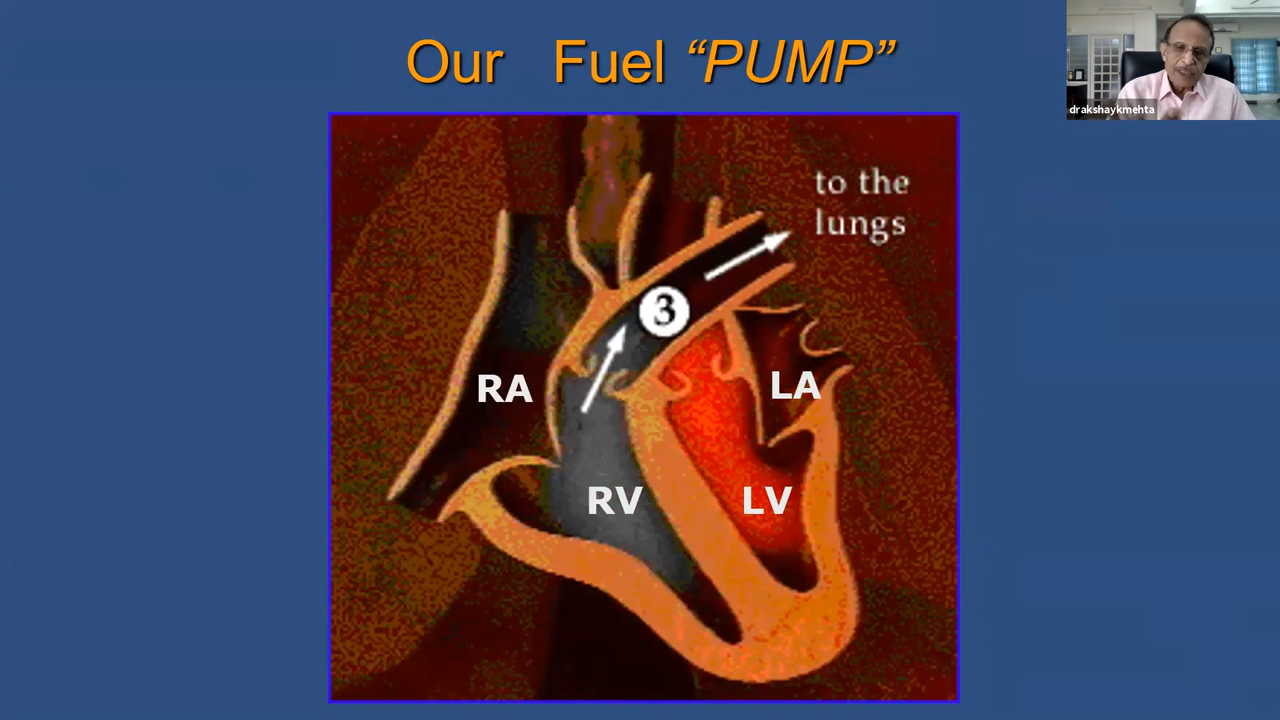 Our Fuel “PUMP”
drakshaykmehta
to the
lungs
3
RA
LA
RV
LV